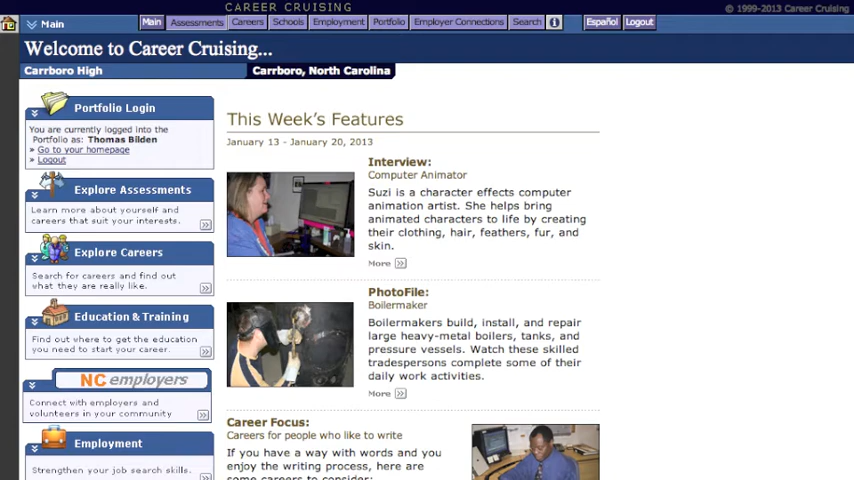 CAREER CRUISING
© 1999-2013 Career Cruising
Main
Main Assessments Careers Schools Employment Portfolio Employer Connections Search Español Logout
Welcome to Career Cruising...
Carrboro High
Carrboro, North Carolina
Portfolio Login
You are currently logged into the
Portfolio as: Thomas Bilden
» Go to your homepage
» Logout
Explore Assessments
Learn more about yourself and
careers that suit your interests.
Explore Careers
Search for careers and find out
what they are really like.
Education & Training
Find out where to get the education
you need to start your career.
NC employers
Connect with employers and
volunteers in your community
Employment
Strengthen your job search skills.
This Week's Features
January 13 - January 20, 2013
Interview:
Computer Animator
Suzi is a character effects computer
animation artist. She helps bring
animated characters to life by creating
their clothing, hair, feathers, fur, and
skin.
More
PhotoFile:
Boilermaker
Boilermakers build, install, and repair
large heavy-metal boilers, tanks, and
pressure vessels. Watch these skilled
tradespersons complete some of their
daily work activities.
More
Career Focus:
Careers for people who like to write
If you have a way with words and you
enjoy the writing process, here are
some careers to consider: